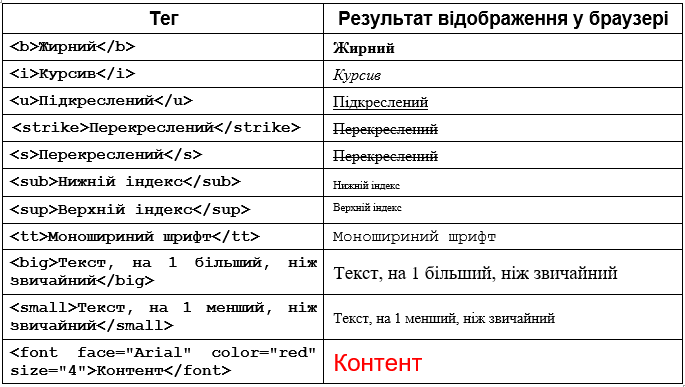 Тег
Результат відображення у браузері
<b>Жирний</b>
Жирний
<i>Курсив</i>
Курсив
<u>Підкреслений</u>
Підкреслений
<strike>Перекреслений</strike>
Перекреслений
<s>Перекреслений</s>
Перекреслений
<sub>Нижній індекс</sub>
Нижній індекс
<sup>Верхній індекс</sup>
Верхній індекс
<tt>Моношириний шрифт</tt>
Моношириний шрифт
<big>Текст, на 1 більший, ніж
звичайний</big>
Текст, на 1 більший, ніж звичайний
<small>Текст, на 1 менший, ніж
звичайний</small>
Текст, на 1 менший, ніж звичайний
<font face="Arial" color="red"
size="4">Контент</font>
Контент